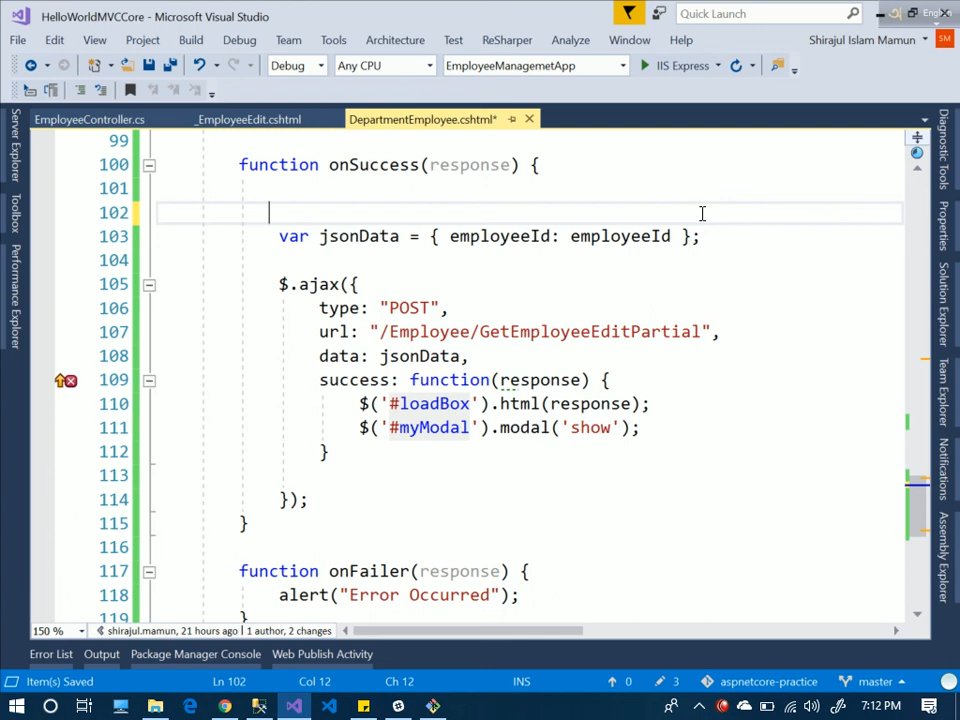 HelloWorldMVCCore - Microsoft Visual Studio
Quick Launch
English
File Edit View Project Build Debug Team Tools Architecture Test ReSharper Analyze Window Help
Shirajul Islam Mamun
SM
Debug Any CPU EmployeeManagemetApp IIS Express
EmployeeController.cs _EmployeeEdit.cshtml DepartmentEmployee.cshtml*
Server Explorer
Toolbox
Performance Explorer
99
100 function onSuccess(response) {
101
102
103 var jsonData = { employeeId: employeeId };
104
105 $.ajax({
106 type: "POST",
107 url: "/Employee/GetEmployeeEditPartial",
108 data: jsonData,
109 success: function(response) {
110 $('#loadBox').html(response);
111 $('#myModal').modal('show');
112 }
113
114 });
115 }
116
117 function onFailer(response) {
118 alert("Error Occurred");
119 }
Diagnostic Tools
Properties
Solution Explorer
Team Explorer
Notifications
Assembly Explorer
150 % shirajul.mamun, 21 hours ago | 1 author, 2 changes
Error List Output Package Manager Console Web Publish Activity
Item(s) Saved Ln 102 Col 12 Ch 12 INS 0 3 aspnetcore-practice master
7:12 PM